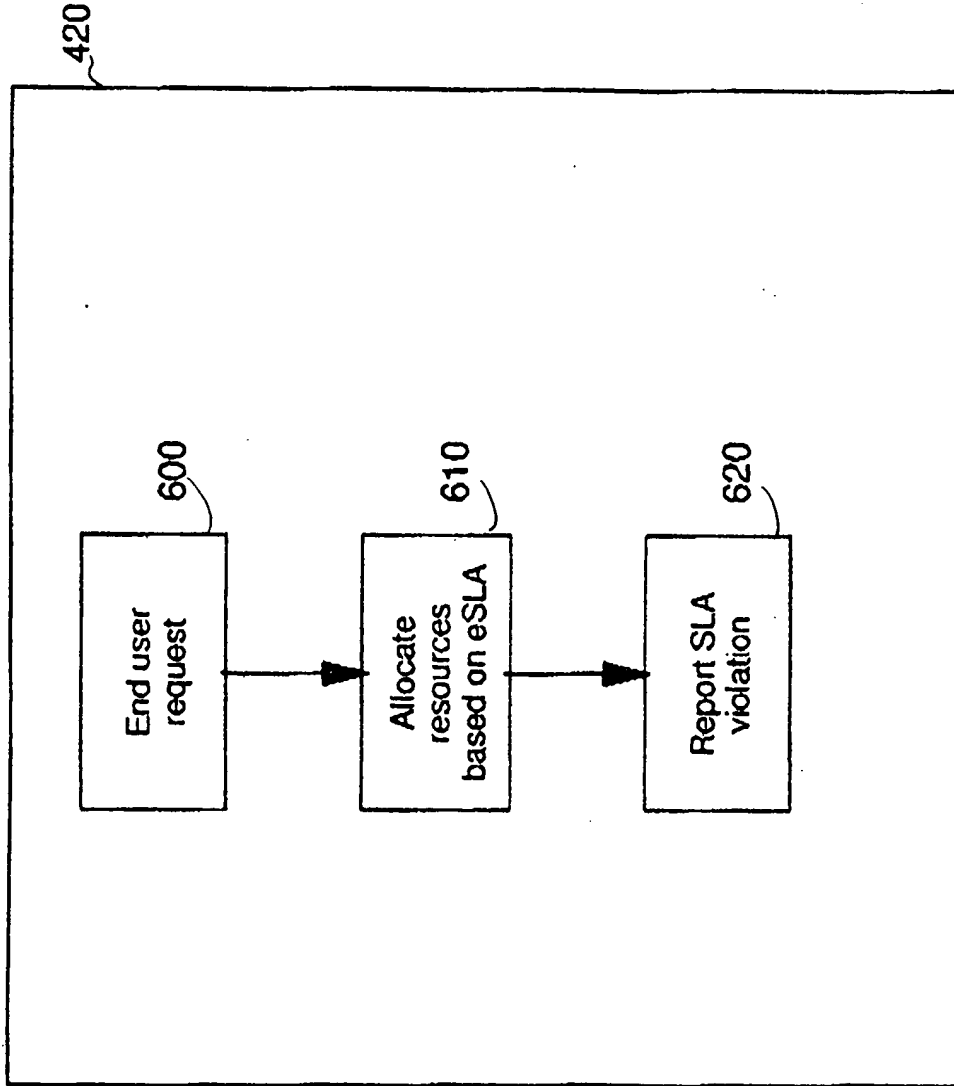 420
600
End user
request
610
Allocate
resources
based on eSLA
620
Report SLA
violation